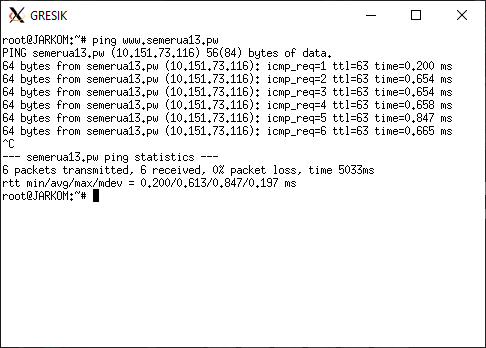 GRESIK
root@JARKOM:~# ping www.semerua13.pw
PING semerua13.pw (10.151.73.116) 56(84) bytes of data.
64 bytes from semerua13.pw (10.151.73.116): icmp_req=1 ttl=63 time=0.200 ms
64 bytes from semerua13.pw (10.151.73.116): icmp_req=2 ttl=63 time=0.654 ms
64 bytes from semerua13.pw (10.151.73.116): icmp_req=3 ttl=63 time=0.654 ms
64 bytes from semerua13.pw (10.151.73.116): icmp_req=4 ttl=63 time=0.658 ms
64 bytes from semerua13.pw (10.151.73.116): icmp_req=5 ttl=63 time=0.847 ms
64 bytes from semerua13.pw (10.151.73.116): icmp_req=6 ttl=63 time=0.665 ms
^C
--- semerua13.pw ping statistics ---
6 packets transmitted, 6 received, 0% packet loss, time 5033ms
rtt min/avg/max/mdev = 0.200/0.613/0.847/0.197 ms
root@JARKOM:~#